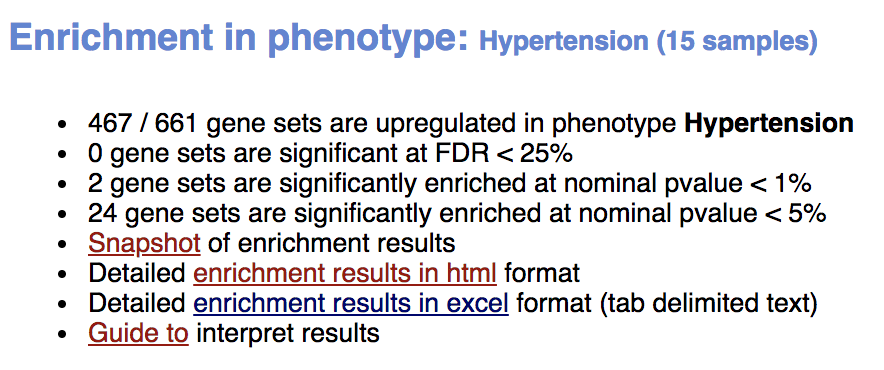 Enrichment in phenotype: Hypertension (15 samples)
• 467 / 661 gene sets are upregulated in phenotype Hypertension
• 0 gene sets are significant at FDR < 25%
• 2 gene sets are significantly enriched at nominal pvalue < 1%
• 24 gene sets are significantly enriched at nominal pvalue < 5%
• Snapshot of enrichment results
• Detailed enrichment results in html format
• Detailed enrichment results in excel format (tab delimited text)
• Guide to interpret results